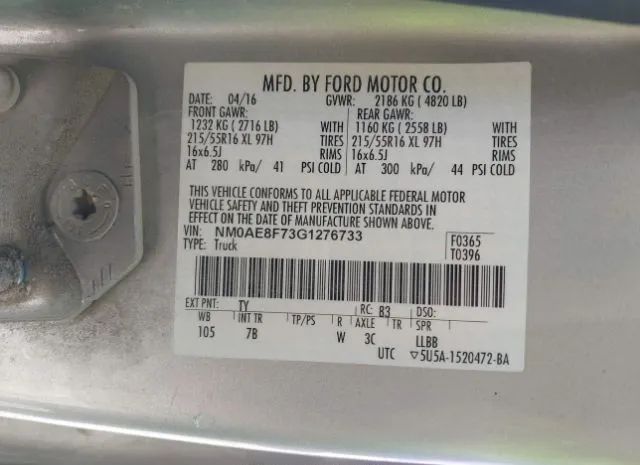 MFD. BY FORD MOTOR CO.
DATE: 04/16 GVWR: 2186 KG ( 4820 LB)
FRONT GAWR: REAR GAWR:
1232 KG ( 2716 LB) WITH 1160 KG ( 2558 LB) WITH
215/55R16 XL 97H TIRES 215/55R16 XL 97H TIRES
16x6.5J RIMS 16x6.5J RIMS
AT 280 kPa/ 41 PSI COLD AT 300 kPa/ 44 PSI COLD
THIS VEHICLE CONFORMS TO ALL APPLICABLE FEDERAL MOTOR
VEHICLE SAFETY AND THEFT PREVENTION STANDARDS IN
EFFECT ON THE DATE OF MANUFACTURE SHOWN ABOVE.
VIN: NM0AE8F73G1276733 F0365
TYPE: Truck T0396
EXT PNT: TY RC: B3 DSO:
WB INT TR TP/PS R AXLE TR SPR
105 7B W 3C LLBB
UTC ▽5U5A-1520472-BA